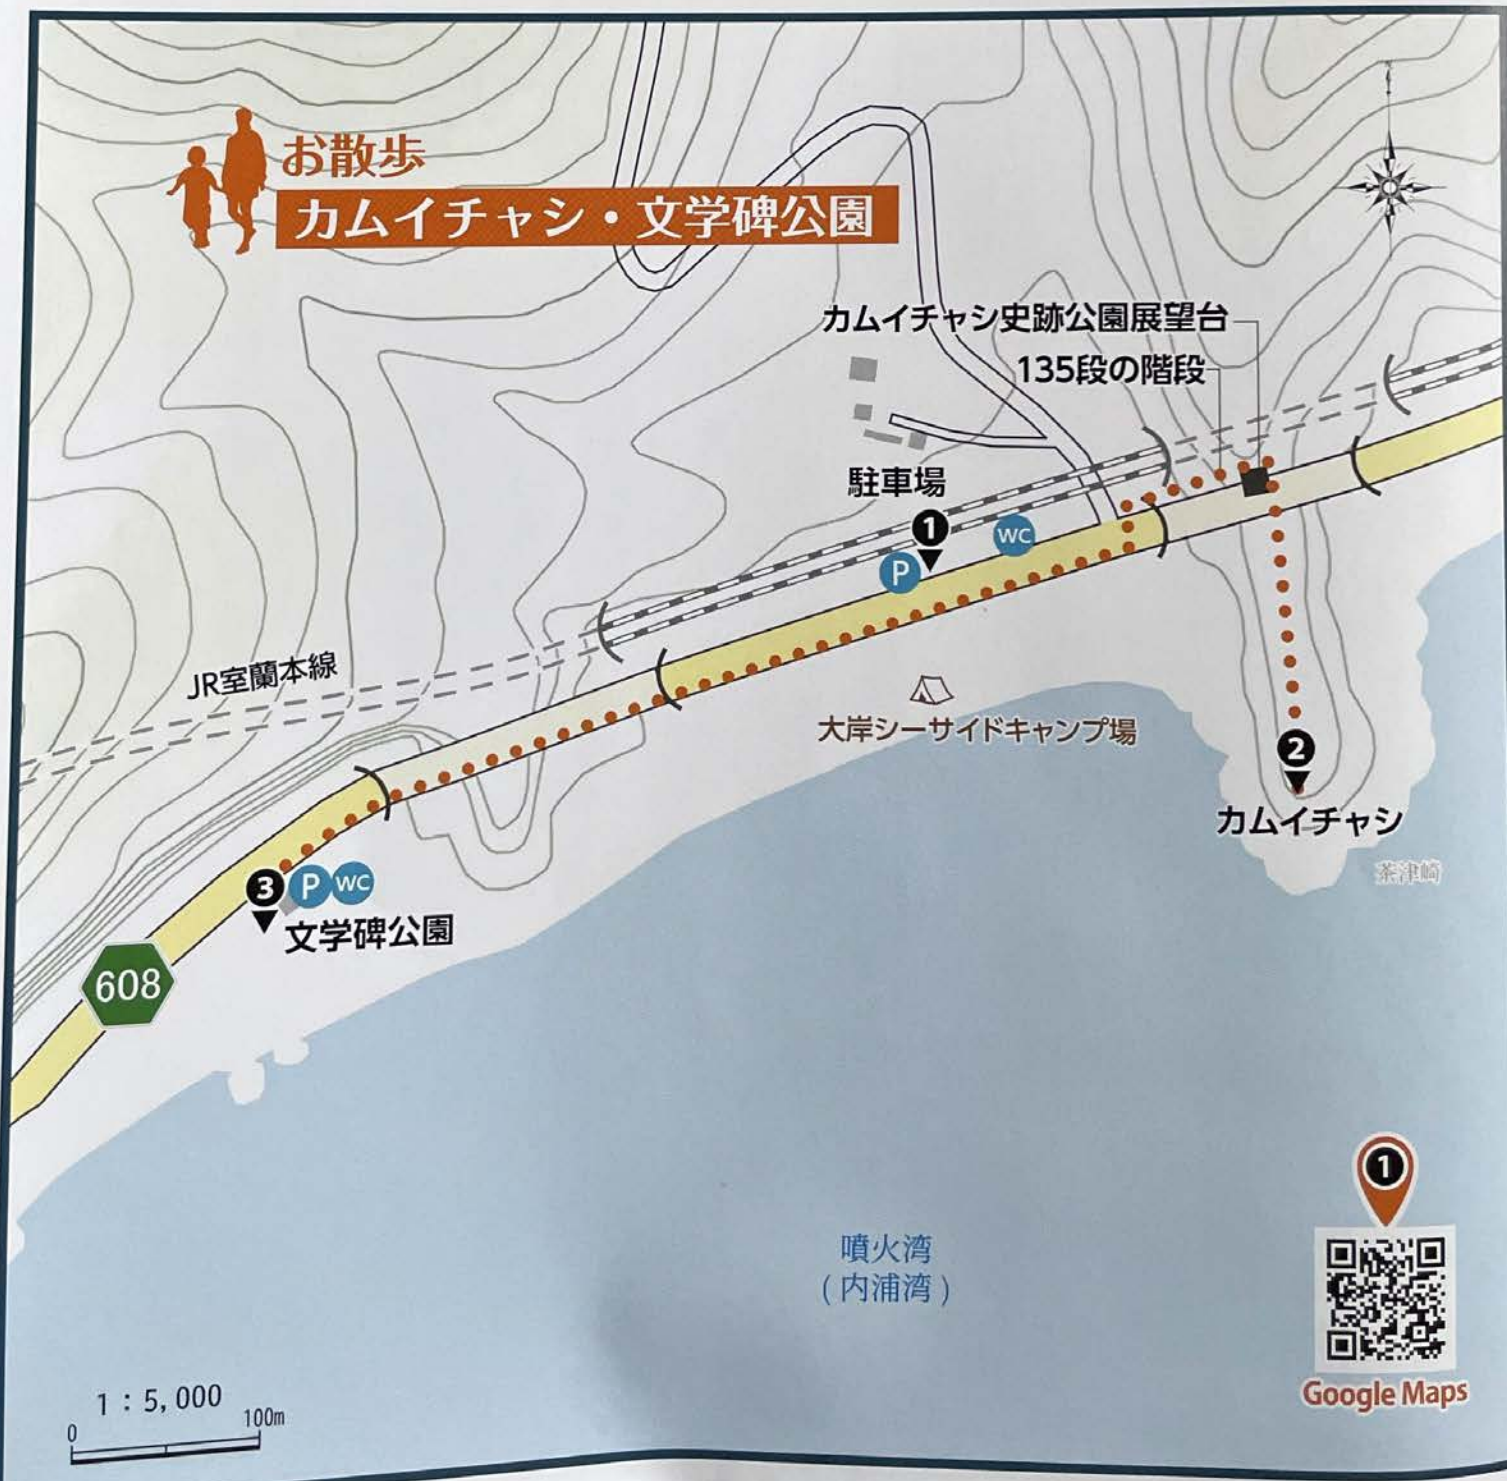 お散歩
カムイチャシ・文学碑公園
カムイチャシ史跡公園展望台
135段の階段
駐車場
1
WC
P
JR室蘭本線
大岸シーサイドキャンプ場
2
カムイチャシ
茶津崎
3 P WC
文学碑公園
608
噴火湾
(内浦湾)
1
Google Maps
1:5,000
0 100m